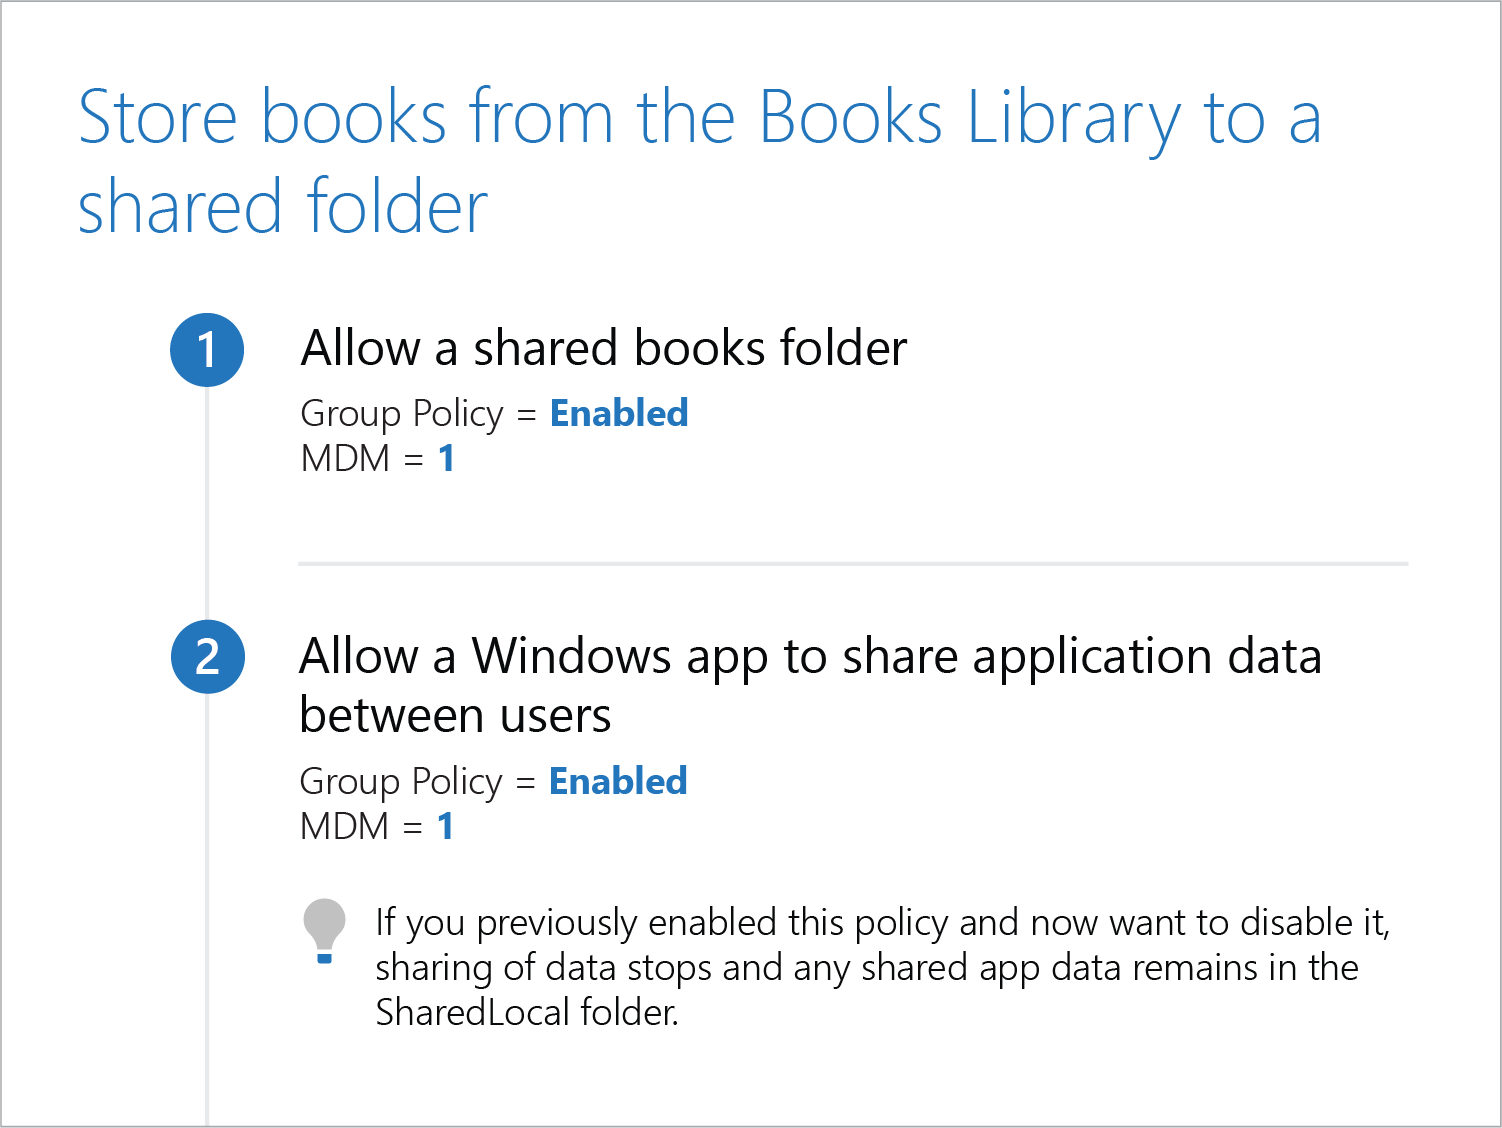 Store books from the Books Library to a
shared folder
1
Allow a shared books folder
Group Policy = Enabled
MDM = 1
2
Allow a Windows app to share application data
between users
Group Policy = Enabled
MDM = 1
If you previously enabled this policy and now want to disable it,
sharing of data stops and any shared app data remains in the
SharedLocal folder.